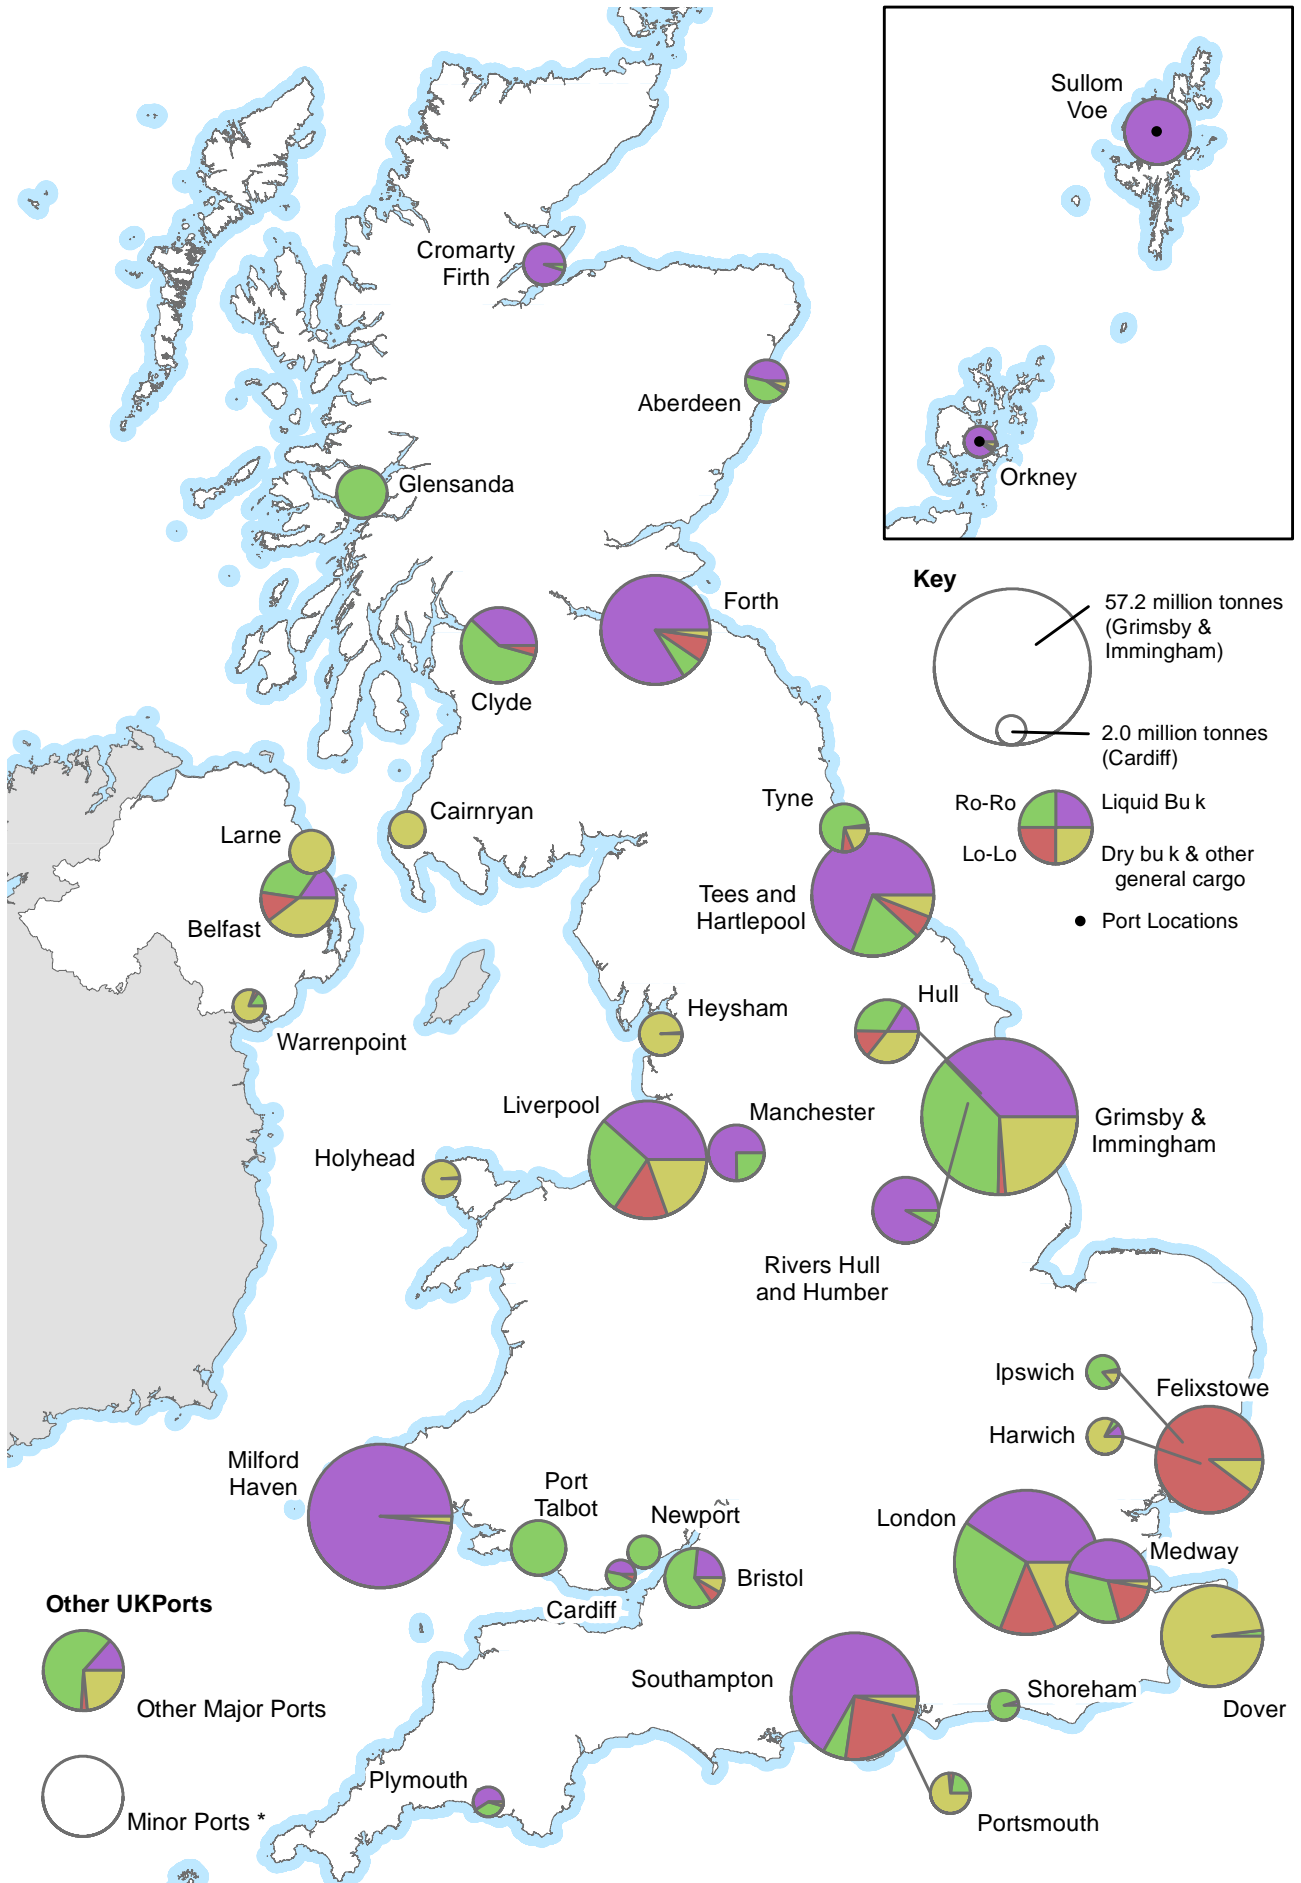 Sullom
Voe
Cromarty
Firth
Aberdeen
Orkney
Glensanda
Key
57.2 million tonnes
(Grimsby &
Immingham)
Forth
Clyde
2.0 million tonnes
(Cardiff)
Ro-Ro
Liquid Bu k
Lo-Lo
Dry bu k & other
general cargo
Port Locations
Tyne
Cairnryan
Larne
Tees and
Hartlepool
Belfast
Hull
Heysham
Warrenpoint
Liverpool
Manchester
Grimsby &
Immingham
Holyhead
Rivers Hull
and Humber
Ipswich
Felixstowe
Harwich
Milford
Haven
Port
Talbot
Newport
London
Medway
Bristol
Cardiff
Other UKPorts
Other Major Ports
Southampton
Shoreham
Dover
Plymouth
Minor Ports *
Portsmouth